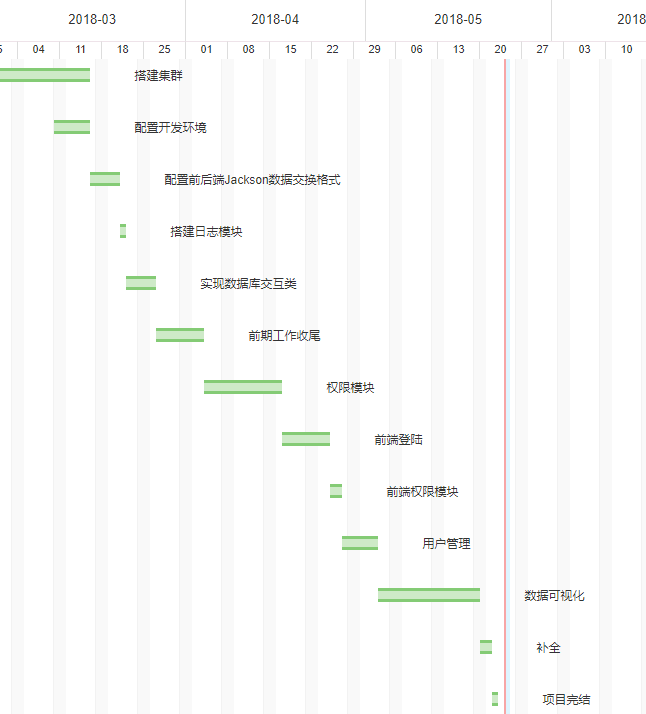 2018-03 2018-04 2018-05 2018
04 11 18 25 01 08 15 22 29 06 13 20 27 03 10
搭建集群
配置开发环境
配置前后端Jackson数据交换格式
搭建日志模块
实现数据库交互类
前期工作收尾
权限模块
前端登陆
前端权限模块
用户管理
数据可视化
补全
项目完结